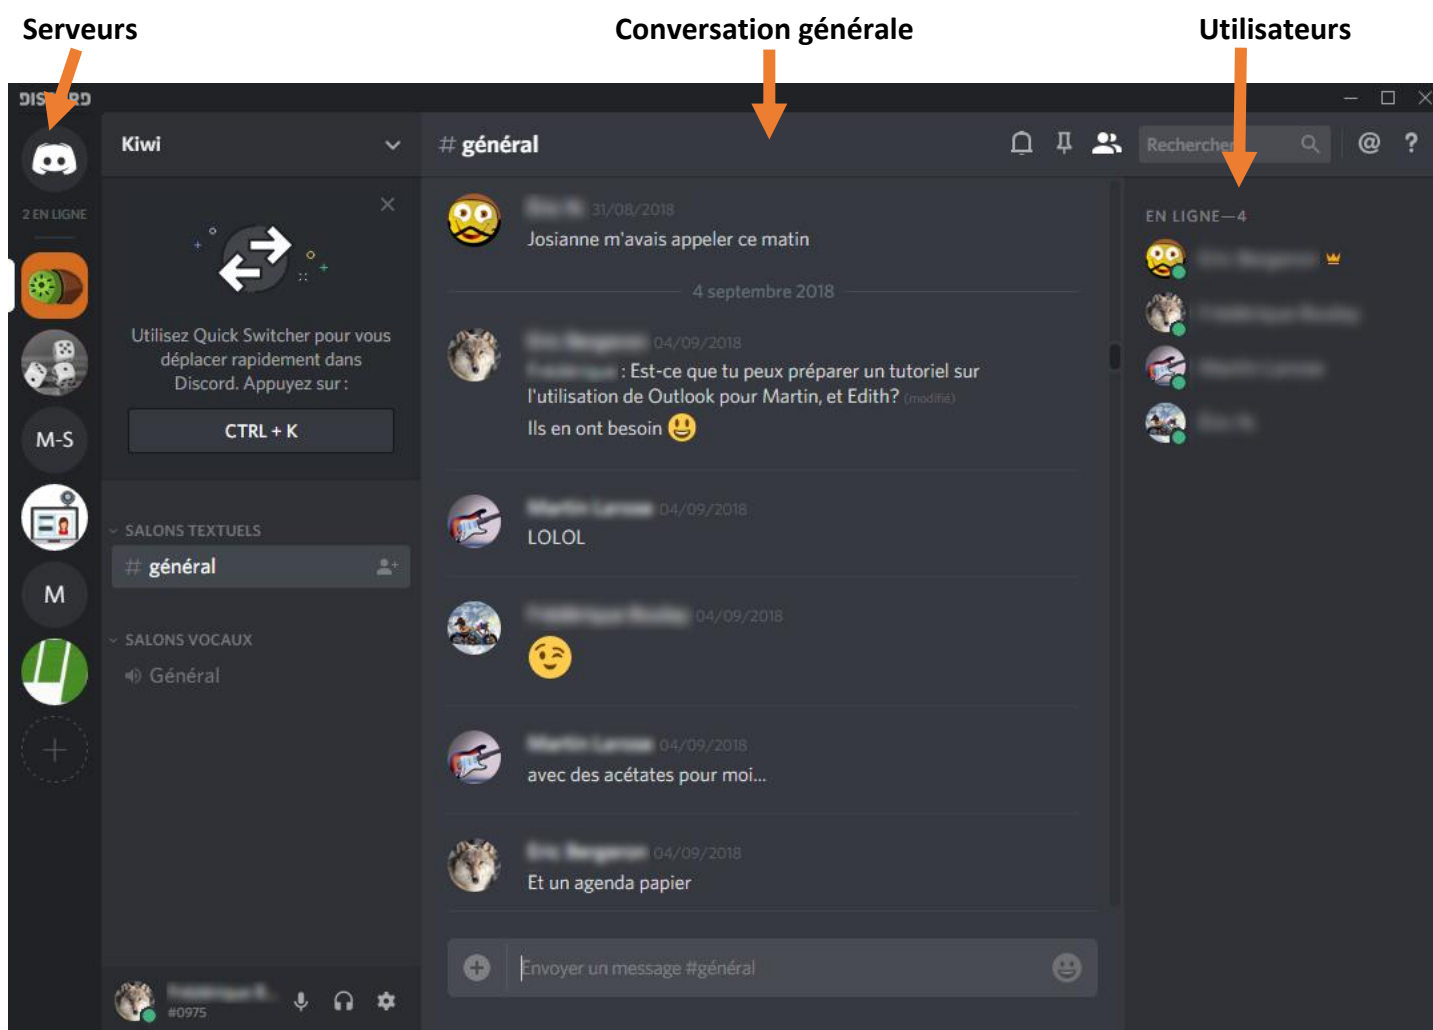 Serveurs
Conversation générale
Utilisateurs
Kiwi
# général
Rechercher
@ ?
2 EN LIGNE
31/08/2018
Josianne m'avais appeler ce matin
4 septembre 2018
EN LIGNE—4
Utilisez Quick Switcher pour vous
déplacer rapidement dans
Discord. Appuyez sur :
CTRL + K
04/09/2018
: Est-ce que tu peux préparer un tutoriel sur
l'utilisation de Outlook pour Martin, et Edith? (modifié)
Ils en ont besoin
M-S
04/09/2018
LOLOL
SALONS TEXTUELS
# général
M
04/09/2018
SALONS VOCAUX
Général
04/09/2018
avec des acétates pour moi...
04/09/2018
Et un agenda papier
Envoyer un message #général
#0975